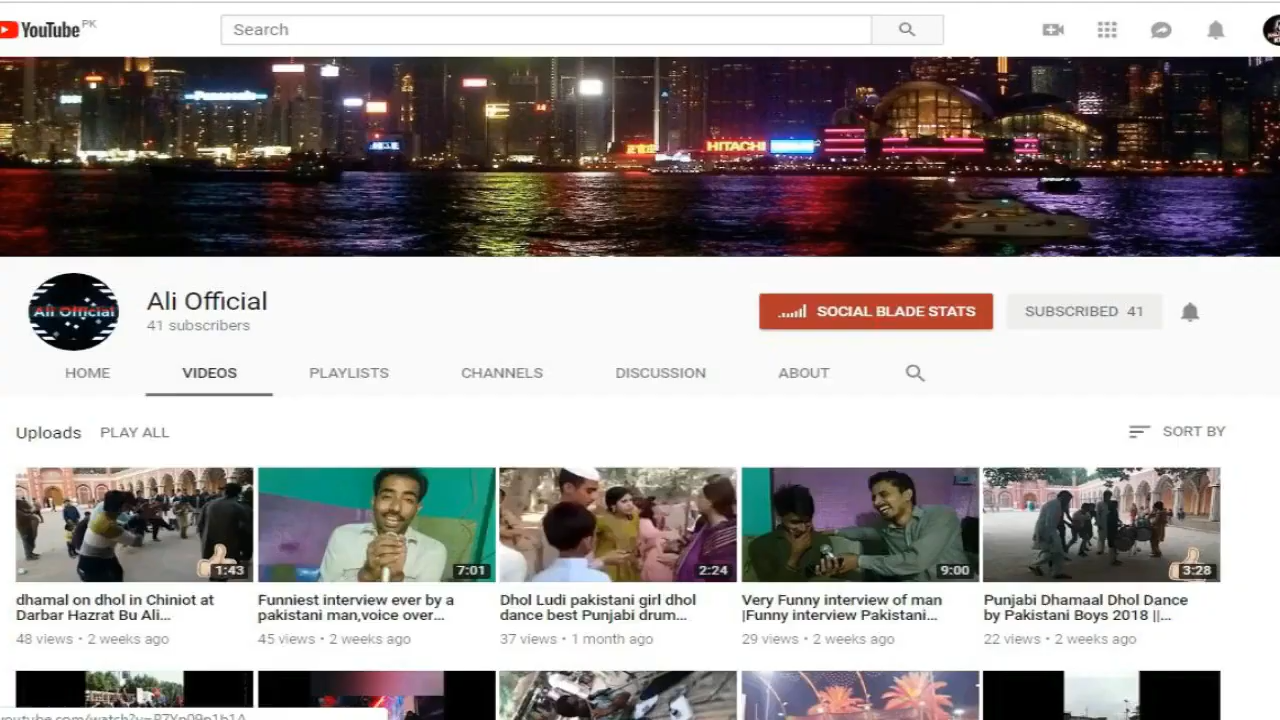 YouTube PK
Search
Panasonic
HITACHI
Ali Official
Ali Official
41 subscribers
SOCIAL BLADE STATS
SUBSCRIBED 41
HOME
VIDEOS
PLAYLISTS
CHANNELS
DISCUSSION
ABOUT
Uploads
PLAY ALL
SORT BY
1:43
7:01
2:24
9:00
3:28
dhamal on dhol in Chiniot at
Darbar Hazrat Bu Ali...
48 views • 2 weeks ago
Funniest interview ever by a
pakistani man,voice over...
45 views • 2 weeks ago
Dhol Ludi pakistani girl dhol
dance best Punjabi drum...
37 views • 1 month ago
Very Funny interview of man
|Funny interview Pakistani...
29 views • 2 weeks ago
Punjabi Dhamaal Dhol Dance
by Pakistani Boys 2018 ||...
22 views • 2 weeks ago